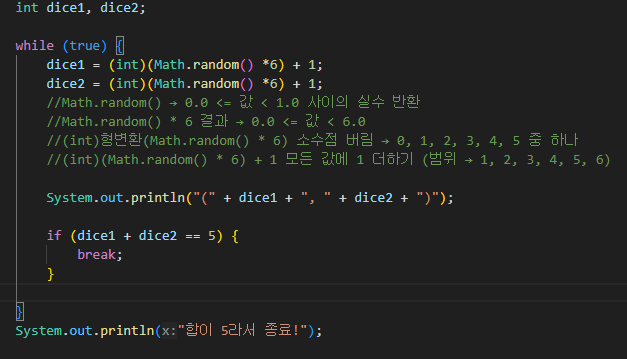 int dice1, dice2;
while (true) {
dice1 = (int)(Math.random() *6) + 1;
dice2 = (int)(Math.random() *6) + 1;
//Math.random() → 0.0 <= 값 < 1.0 사이의 실수 반환
//Math.random() * 6 결과 → 0.0 <= 값 < 6.0
//(int)형변환(Math.random() * 6) 소수점 버림 → 0, 1, 2, 3, 4, 5 중 하나
//(int)(Math.random() * 6) + 1 모든 값에 1 더하기 (범위 → 1, 2, 3, 4, 5, 6)
System.out.println("(" + dice1 + ", " + dice2 + ")");
if (dice1 + dice2 == 5) {
break;
}
}
System.out.println(x:"합이 5라서 종료!");